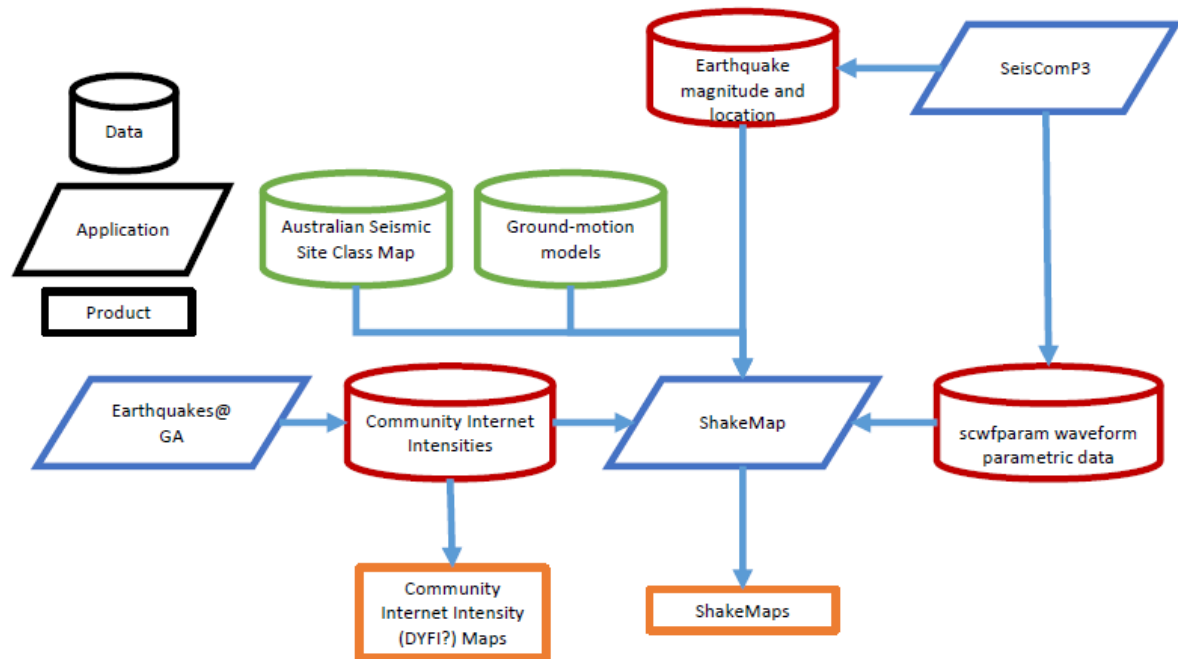 Earthquake
magnitude and
location
SeisComP3
Data
Application
Product
Australian Seismic
Site Class Map
Ground-motion
models
Earthquakes@
GA
Community Internet
Intensities
ShakeMap
scwfparam waveform
parametric data
Community
Internet Intensity
(DYFI?) Maps
ShakeMaps